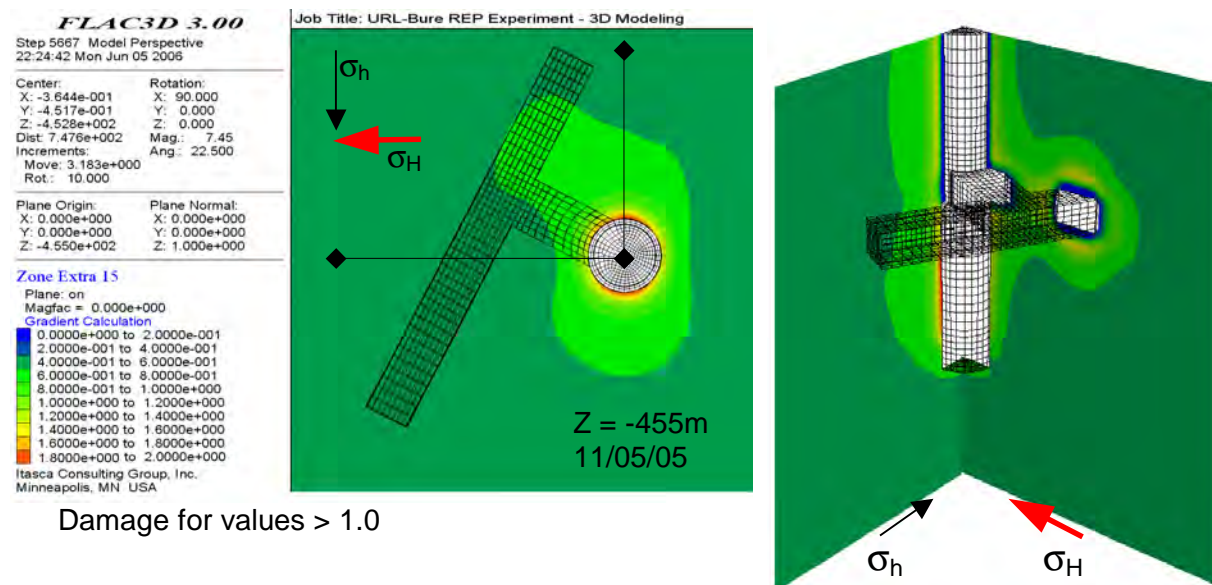 FLAC3D 3.00
Step 5667 Model Perspective
22:24:42 Mon Jun 05 2006
Center: Rotation:
X: -3.644e-001 X: 90.000
Y: -4.517e-001 Y: 0.000
Z: -4.528e+002 Z: 0.000
Dist: 7.476e+002 Mag.: 7.45
Increments: Ang.: 22.500
Move: 3.183e+000
Rot.: 10.000
Plane Origin: Plane Normal:
X: 0.000e+000 X: 0.000e+000
Y: 0.000e+000 Y: 0.000e+000
Z: -4.550e+002 Z: 1.000e+000
Zone Extra 15
Plane: on
Magfac = 0.000e+000
Gradient Calculation
0.0000e+000 to 2.0000e-001
2.0000e-001 to 4.0000e-001
4.0000e-001 to 6.0000e-001
6.0000e-001 to 8.0000e-001
8.0000e-001 to 1.0000e+000
1.0000e+000 to 1.2000e+000
1.2000e+000 to 1.4000e+000
1.4000e+000 to 1.6000e+000
1.6000e+000 to 1.8000e+000
1.8000e+000 to 2.0000e+000
Itasca Consulting Group, Inc.
Minneapolis, MN USA
Job Title: URL-Bure REP Experiment - 3D Modeling
σh
σH
Z = -455m
11/05/05
Damage for values > 1.0
σh
σH